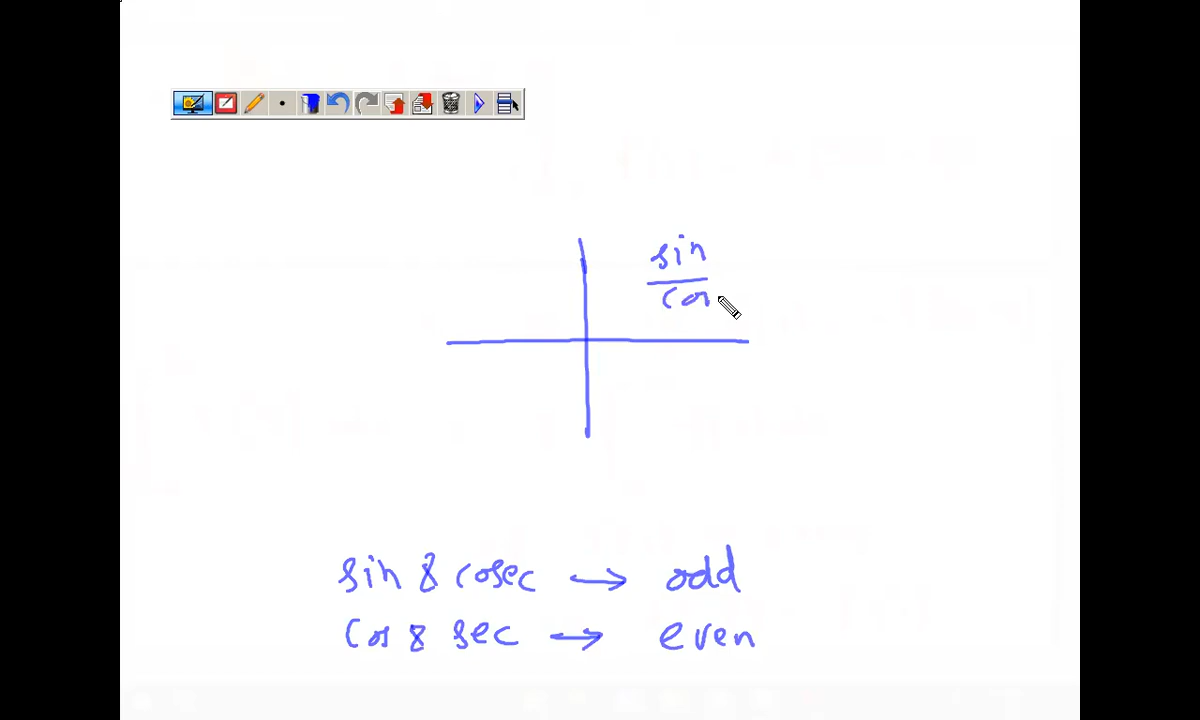 sin
cos
sin & cosec → odd
cos & sec → even